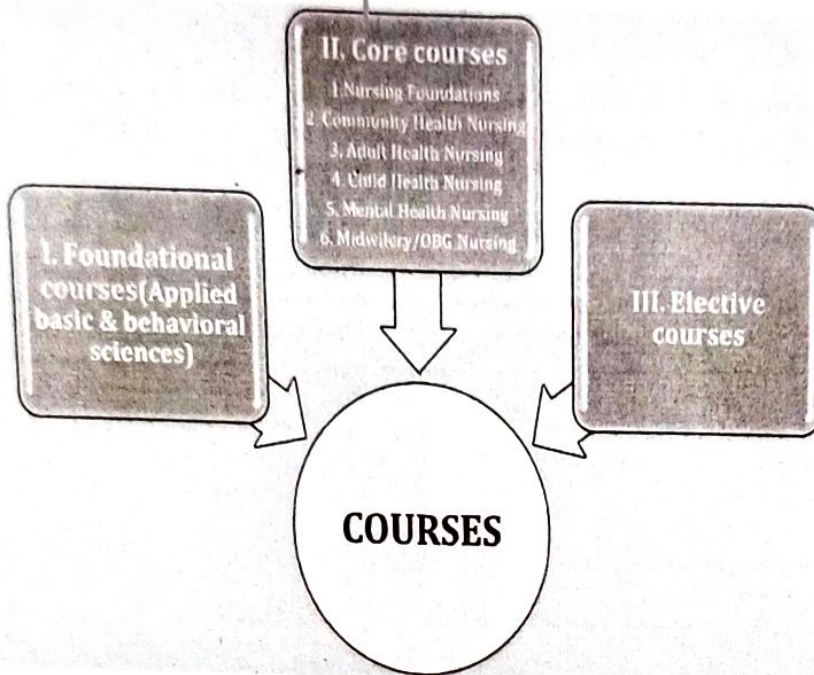 II. Core courses
1.Nursing Foundations
2. Community Health Nursing
3. Adult Health Nursing
4. Child Health Nursing
5. Mental Health Nursing
6. Midwifery/OBG Nursing
I. Foundational
courses(Applied
basic & behavioral
sciences)
III. Elective
courses
COURSES